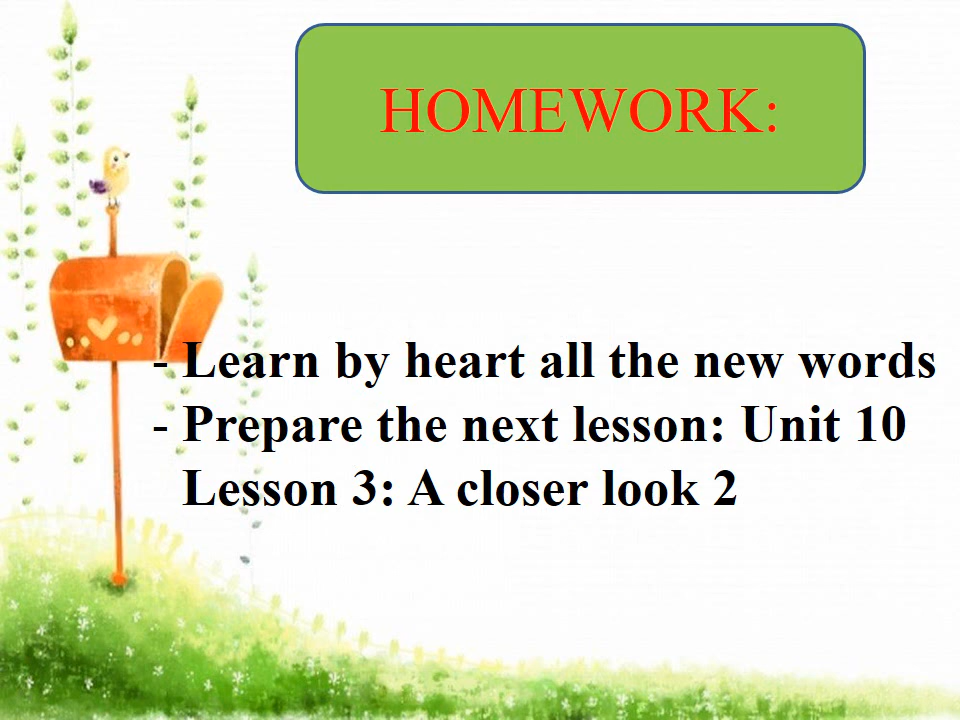 HOMEWORK:
- Learn by heart all the new words
- Prepare the next lesson: Unit 10
Lesson 3: A closer look 2